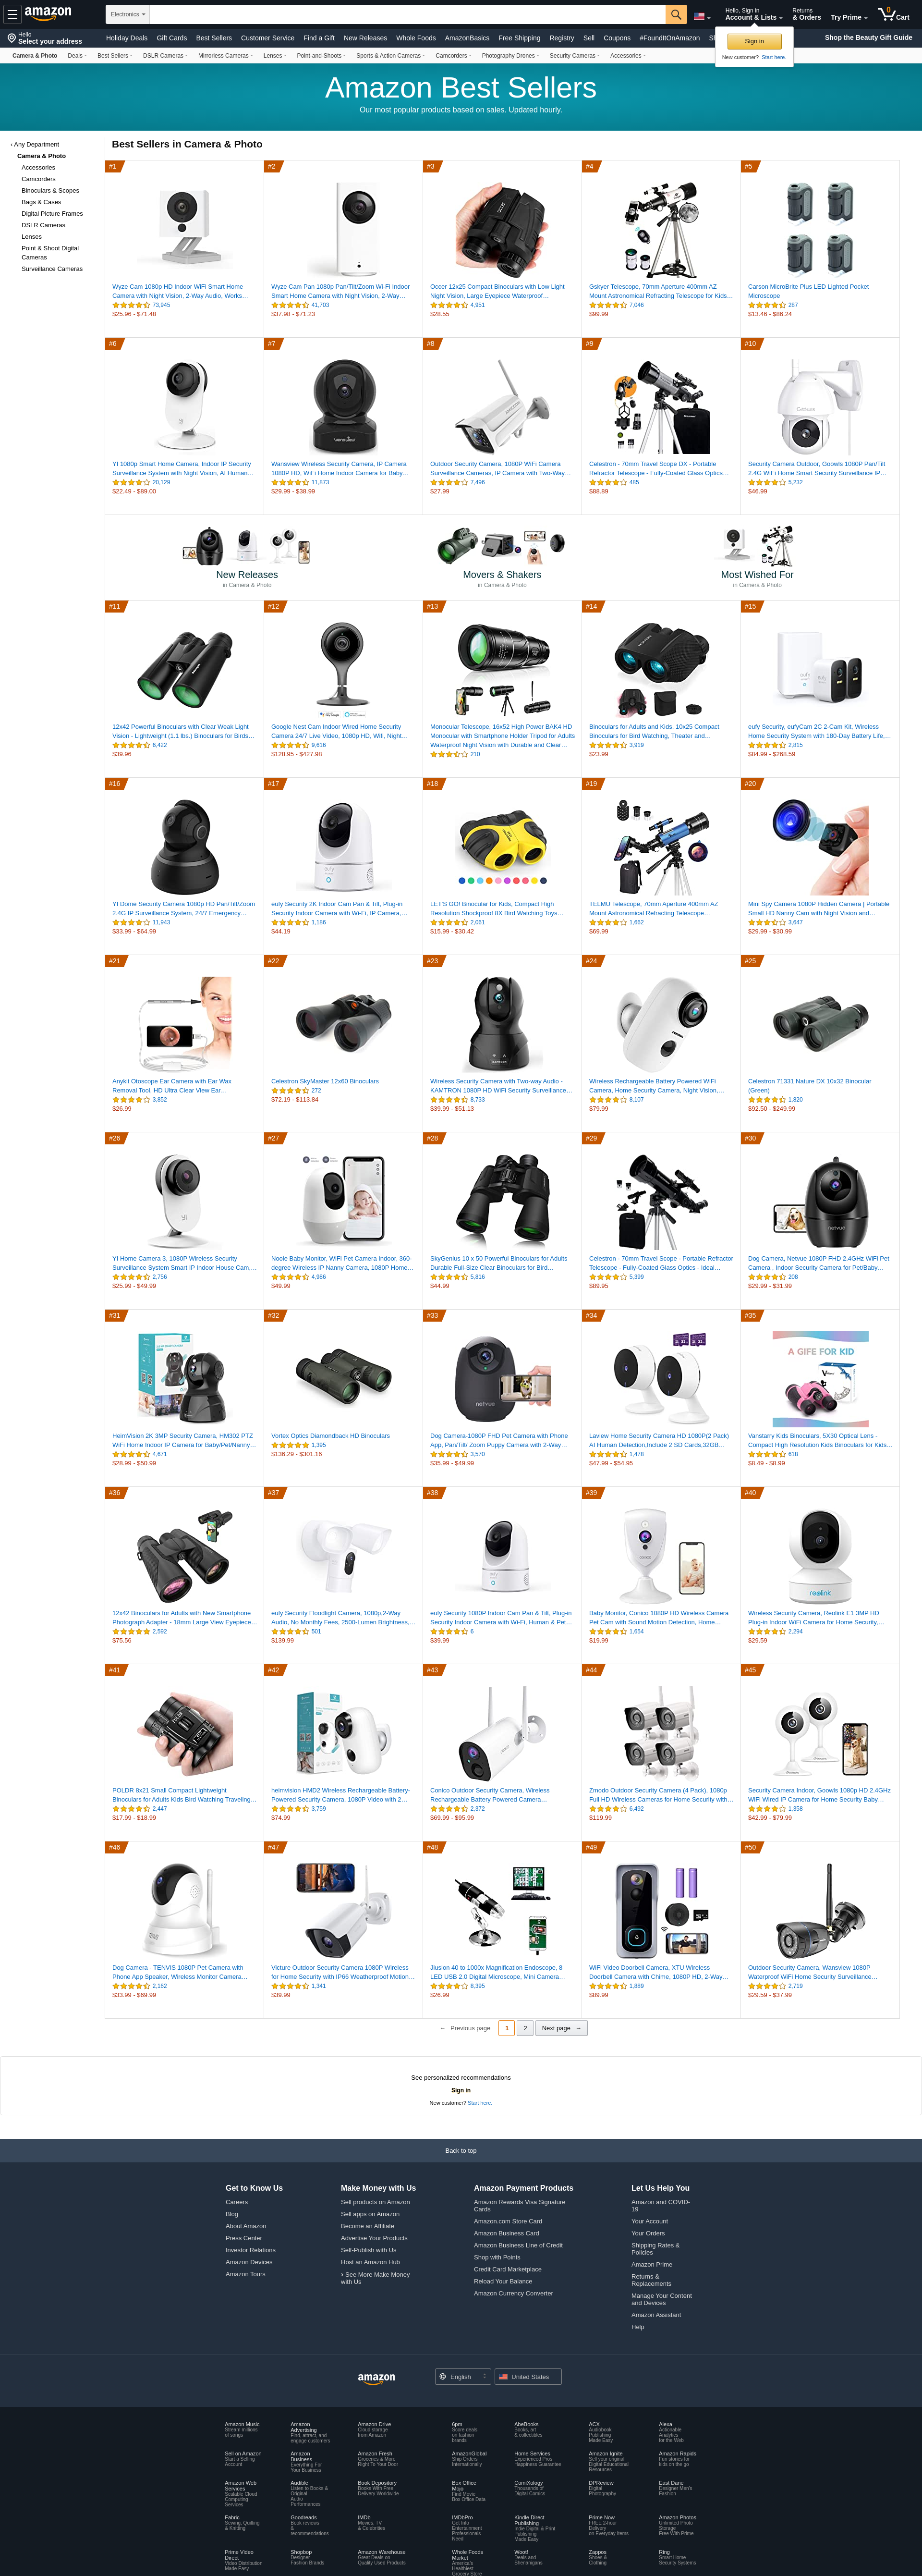 Hello
Select your address
amazon
Electronics
Hello, Sign in
Account & Lists
Returns
& Orders
Try Prime
0
Cart
Holiday Deals Gift Cards Best Sellers Customer Service Find a Gift New Releases Whole Foods AmazonBasics Free Shipping Registry Sell Coupons #FoundItOnAmazon
Shop the Beauty Gift Guide
Sign in
New customer? Start here.
Camera & Photo Deals Best Sellers DSLR Cameras Mirrorless Cameras Lenses Point-and-Shoots Sports & Action Cameras Camcorders Photography Drones Security Cameras Accessories
Amazon Best Sellers
Our most popular products based on sales. Updated hourly.
‹ Any Department
Camera & Photo
Accessories
Camcorders
Binoculars & Scopes
Bags & Cases
Digital Picture Frames
DSLR Cameras
Lenses
Point & Shoot Digital
Cameras
Surveillance Cameras
Best Sellers in Camera & Photo
#1
Wyze Cam 1080p HD Indoor WiFi Smart Home
Camera with Night Vision, 2-Way Audio, Works…
73,945
$25.96 - $71.48
#2
Wyze Cam Pan 1080p Pan/Tilt/Zoom Wi-Fi Indoor
Smart Home Camera with Night Vision, 2-Way…
41,703
$37.98 - $71.23
#3
Occer 12x25 Compact Binoculars with Low Light
Night Vision, Large Eyepiece Waterproof…
4,951
$28.55
#4
Gskyer Telescope, 70mm Aperture 400mm AZ
Mount Astronomical Refracting Telescope for Kids…
7,046
$99.99
#5
Carson MicroBrite Plus LED Lighted Pocket
Microscope
287
$13.46 - $86.24
#6
YI 1080p Smart Home Camera, Indoor IP Security
Surveillance System with Night Vision, AI Human…
20,129
$22.49 - $89.00
#7
Wansview Wireless Security Camera, IP Camera
1080P HD, WiFi Home Indoor Camera for Baby…
11,873
$29.99 - $38.99
#8
Outdoor Security Camera, 1080P WiFi Camera
Surveillance Cameras, IP Camera with Two-Way…
7,496
$27.99
#9
Celestron - 70mm Travel Scope DX - Portable
Refractor Telescope - Fully-Coated Glass Optics…
485
$88.89
#10
Security Camera Outdoor, Goowls 1080P Pan/Tilt
2.4G WiFi Home Smart Security Surveillance IP…
5,232
$46.99
New Releases
in Camera & Photo
Movers & Shakers
in Camera & Photo
Most Wished For
in Camera & Photo
#11
12x42 Powerful Binoculars with Clear Weak Light
Vision - Lightweight (1.1 lbs.) Binoculars for Birds…
6,422
$39.96
#12
Google Nest Cam Indoor Wired Home Security
Camera 24/7 Live Video, 1080p HD, Wifi, Night…
9,616
$128.95 - $427.98
#13
Monocular Telescope, 16x52 High Power BAK4 HD
Monocular with Smartphone Holder Tripod for Adults
Waterproof Night Vision with Durable and Clear…
210
#14
Binoculars for Adults and Kids, 10x25 Compact
Binoculars for Bird Watching, Theater and…
3,919
$23.99
#15
eufy Security, eufyCam 2C 2-Cam Kit, Wireless
Home Security System with 180-Day Battery Life,…
2,815
$84.99 - $268.59
#16
YI Dome Security Camera 1080p HD Pan/Tilt/Zoom
2.4G IP Surveillance System, 24/7 Emergency…
11,943
$33.99 - $64.99
#17
eufy Security 2K Indoor Cam Pan & Tilt, Plug-in
Security Indoor Camera with Wi-Fi, IP Camera,…
1,186
$44.19
#18
LET'S GO! Binocular for Kids, Compact High
Resolution Shockproof 8X Bird Watching Toys…
2,061
$15.99 - $30.42
#19
TELMU Telescope, 70mm Aperture 400mm AZ
Mount Astronomical Refracting Telescope…
1,662
$69.99
#20
Mini Spy Camera 1080P Hidden Camera | Portable
Small HD Nanny Cam with Night Vision and…
3,647
$29.99 - $30.99
#21
Anykit Otoscope Ear Camera with Ear Wax
Removal Tool, HD Ultra Clear View Ear…
3,852
$26.99
#22
Celestron SkyMaster 12x60 Binoculars
272
$72.19 - $113.84
#23
Wireless Security Camera with Two-way Audio -
KAMTRON 1080P HD WiFi Security Surveillance…
8,733
$39.99 - $51.13
#24
Wireless Rechargeable Battery Powered WiFi
Camera, Home Security Camera, Night Vision,…
8,107
$79.99
#25
Celestron 71331 Nature DX 10x32 Binocular
(Green)
1,820
$92.50 - $249.99
#26
YI Home Camera 3, 1080P Wireless Security
Surveillance System Smart IP Indoor House Cam,…
2,756
$25.99 - $49.99
#27
Nooie Baby Monitor, WiFi Pet Camera Indoor, 360-
degree Wireless IP Nanny Camera, 1080P Home…
4,986
$49.99
#28
SkyGenius 10 x 50 Powerful Binoculars for Adults
Durable Full-Size Clear Binoculars for Bird…
5,816
$44.99
#29
Celestron - 70mm Travel Scope - Portable Refractor
Telescope - Fully-Coated Glass Optics - Ideal…
5,399
$89.95
#30
Dog Camera, Netvue 1080P FHD 2.4GHz WiFi Pet
Camera , Indoor Security Camera for Pet/Baby…
208
$29.99 - $31.99
#31
HeimVision 2K 3MP Security Camera, HM302 PTZ
WiFi Home Indoor IP Camera for Baby/Pet/Nanny…
4,671
$28.99 - $50.99
#32
Vortex Optics Diamondback HD Binoculars
1,395
$136.29 - $301.16
#33
netvue
Dog Camera-1080P FHD Pet Camera with Phone
App, Pan/Tilt/ Zoom Puppy Camera with 2-Way…
3,570
$35.99 - $49.99
#34
Laview Home Security Camera HD 1080P(2 Pack)
AI Human Detection,Include 2 SD Cards,32GB…
1,478
$47.99 - $54.95
#35
A GIFE FOR KID
Vanstarry Kids Binoculars, 5X30 Optical Lens -
Compact High Resolution Kids Binoculars for Kids…
618
$8.49 - $8.99
#36
12x42 Binoculars for Adults with New Smartphone
Photograph Adapter - 18mm Large View Eyepiece…
2,592
$75.56
#37
eufy Security Floodlight Camera, 1080p,2-Way
Audio, No Monthly Fees, 2500-Lumen Brightness,…
501
$139.99
#38
eufy Security 1080P Indoor Cam Pan & Tilt, Plug-in
Security Indoor Camera with Wi-Fi, Human & Pet…
6
$39.99
#39
Baby Monitor, Conico 1080P HD Wireless Camera
Pet Cam with Sound Motion Detection, Home…
1,654
$19.99
#40
reolink
Wireless Security Camera, Reolink E1 3MP HD
Plug-in Indoor WiFi Camera for Home Security,…
2,294
$29.59
#41
POLDR 8x21 Small Compact Lightweight
Binoculars for Adults Kids Bird Watching Traveling…
2,447
$17.99 - $18.99
#42
heimvision HMD2 Wireless Rechargeable Battery-
Powered Security Camera, 1080P Video with 2…
3,759
$74.99
#43
Conico Outdoor Security Camera, Wireless
Rechargeable Battery Powered Camera…
2,372
$69.99 - $95.99
#44
Zmodo Outdoor Security Camera (4 Pack), 1080p
Full HD Wireless Cameras for Home Security with…
6,492
$119.99
#45
Security Camera Indoor, Goowls 1080p HD 2.4GHz
WiFi Wired IP Camera for Home Security Baby…
1,358
$42.99 - $79.99
#46
Dog Camera - TENVIS 1080P Pet Camera with
Phone App Speaker, Wireless Monitor Camera…
2,162
$33.99 - $69.99
#47
Victure Outdoor Security Camera 1080P Wireless
for Home Security with IP66 Weatherproof Motion…
1,341
$39.99
#48
Jiusion 40 to 1000x Magnification Endoscope, 8
LED USB 2.0 Digital Microscope, Mini Camera…
8,395
$26.99
#49
WiFi Video Doorbell Camera, XTU Wireless
Doorbell Camera with Chime, 1080P HD, 2-Way…
1,889
$89.99
#50
Outdoor Security Camera, Wansview 1080P
Waterproof WiFi Home Security Surveillance…
2,719
$29.59 - $37.99
← Previous page 1 2 Next page →
See personalized recommendations
Sign in
New customer? Start here.
Back to top
Get to Know Us
Careers
Blog
About Amazon
Press Center
Investor Relations
Amazon Devices
Amazon Tours
Make Money with Us
Sell products on Amazon
Sell apps on Amazon
Become an Affiliate
Advertise Your Products
Self-Publish with Us
Host an Amazon Hub
› See More Make Money
with Us
Amazon Payment Products
Amazon Rewards Visa Signature
Cards
Amazon.com Store Card
Amazon Business Card
Amazon Business Line of Credit
Shop with Points
Credit Card Marketplace
Reload Your Balance
Amazon Currency Converter
Let Us Help You
Amazon and COVID-
19
Your Account
Your Orders
Shipping Rates &
Policies
Amazon Prime
Returns &
Replacements
Manage Your Content
and Devices
Amazon Assistant
Help
amazon
English
United States
Amazon Music
Stream millions
of songs
Amazon
Advertising
Find, attract, and
engage customers
Amazon Drive
Cloud storage
from Amazon
6pm
Score deals
on fashion
brands
AbeBooks
Books, art
& collectibles
ACX
Audiobook
Publishing
Made Easy
Alexa
Actionable
Analytics
for the Web
Sell on Amazon
Start a Selling
Account
Amazon
Business
Everything For
Your Business
Amazon Fresh
Groceries & More
Right To Your Door
AmazonGlobal
Ship Orders
Internationally
Home Services
Experienced Pros
Happiness Guarantee
Amazon Ignite
Sell your original
Digital Educational
Resources
Amazon Rapids
Fun stories for
kids on the go
Amazon Web
Services
Scalable Cloud
Computing
Services
Audible
Listen to Books &
Original
Audio
Performances
Book Depository
Books With Free
Delivery Worldwide
Box Office
Mojo
Find Movie
Box Office Data
ComiXology
Thousands of
Digital Comics
DPReview
Digital
Photography
East Dane
Designer Men's
Fashion
Fabric
Sewing, Quilting
& Knitting
Goodreads
Book reviews
&
recommendations
IMDb
Movies, TV
& Celebrities
IMDbPro
Get Info
Entertainment
Professionals
Need
Kindle Direct
Publishing
Indie Digital & Print
Publishing
Made Easy
Prime Now
FREE 2-hour
Delivery
on Everyday Items
Amazon Photos
Unlimited Photo
Storage
Free With Prime
Prime Video
Direct
Video Distribution
Made Easy
Shopbop
Designer
Fashion Brands
Amazon Warehouse
Great Deals on
Quality Used Products
Whole Foods
Market
America's
Healthiest
Grocery Store
Woot!
Deals and
Shenanigans
Zappos
Shoes &
Clothing
Ring
Smart Home
Security Systems